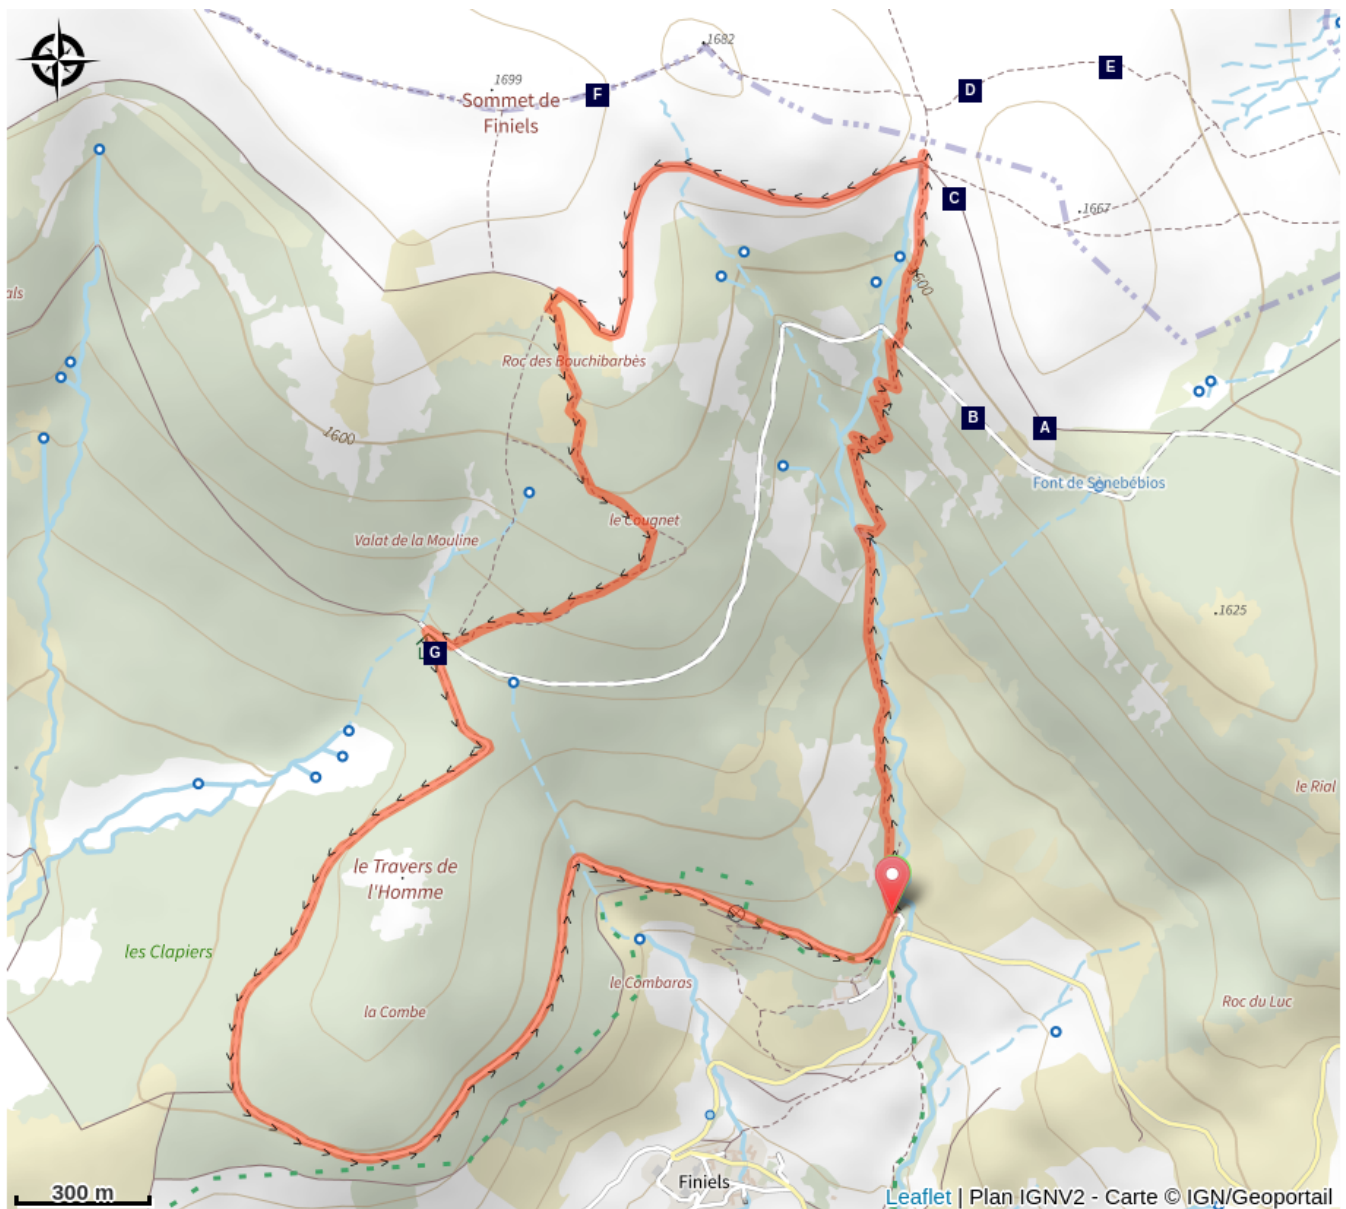 1682
E
1699
D
F
Sommet de
Finiels
C
1667
1600
als
Roc des Bouchibarbès
B
A
1600
Font de Sénebébios
le Cougnet
Valat de la Mouline
1625
G
le Rial
le Travers de
l'Homme
les Clapiers
le Combaras
Roc du Luc
la Combe
Finiels
300 m
Leaflet | Plan IGNV2 - Carte © IGN/Geoportail